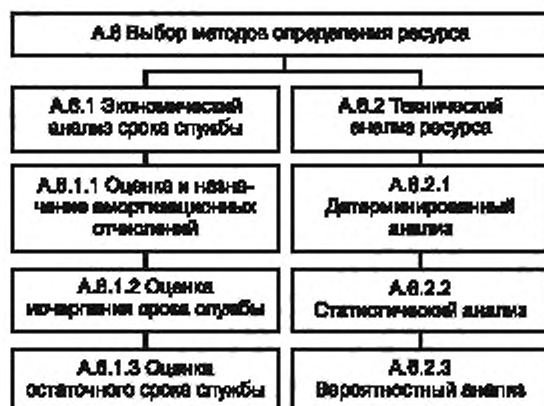 А.6 Выбор методов определения ресурса
А.6.1 Экономический
анализ срока службы
А.6.2 Технический
анализ ресурса
А.6.1.1 Оценка и назна-
чение амортизационных
отчислений
А.6.2.1
Детерминированный
анализ
А.6.1.2 Оценка
исчерпания срока службы
А.6.2.2
Статистический анализ
А.6.1.3 Оценка
остаточного срока службы
А.6.2.3
Вероятностный анализ